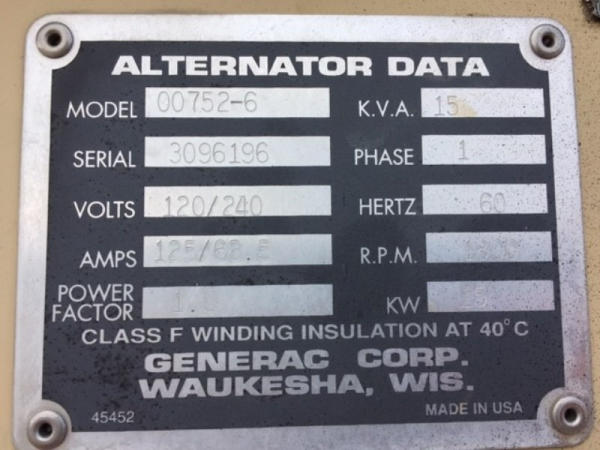 ALTERNATOR DATA
MODEL 00752-6 K.V.A. 15
SERIAL 3096196 PHASE 1
VOLTS 120/240 HERTZ 60
AMPS R.P.M.
POWER FACTOR KW
CLASS F WINDING INSULATION AT 40°C
GENERAC CORP.
WAUKESHA, WIS.
45452 MADE IN USA